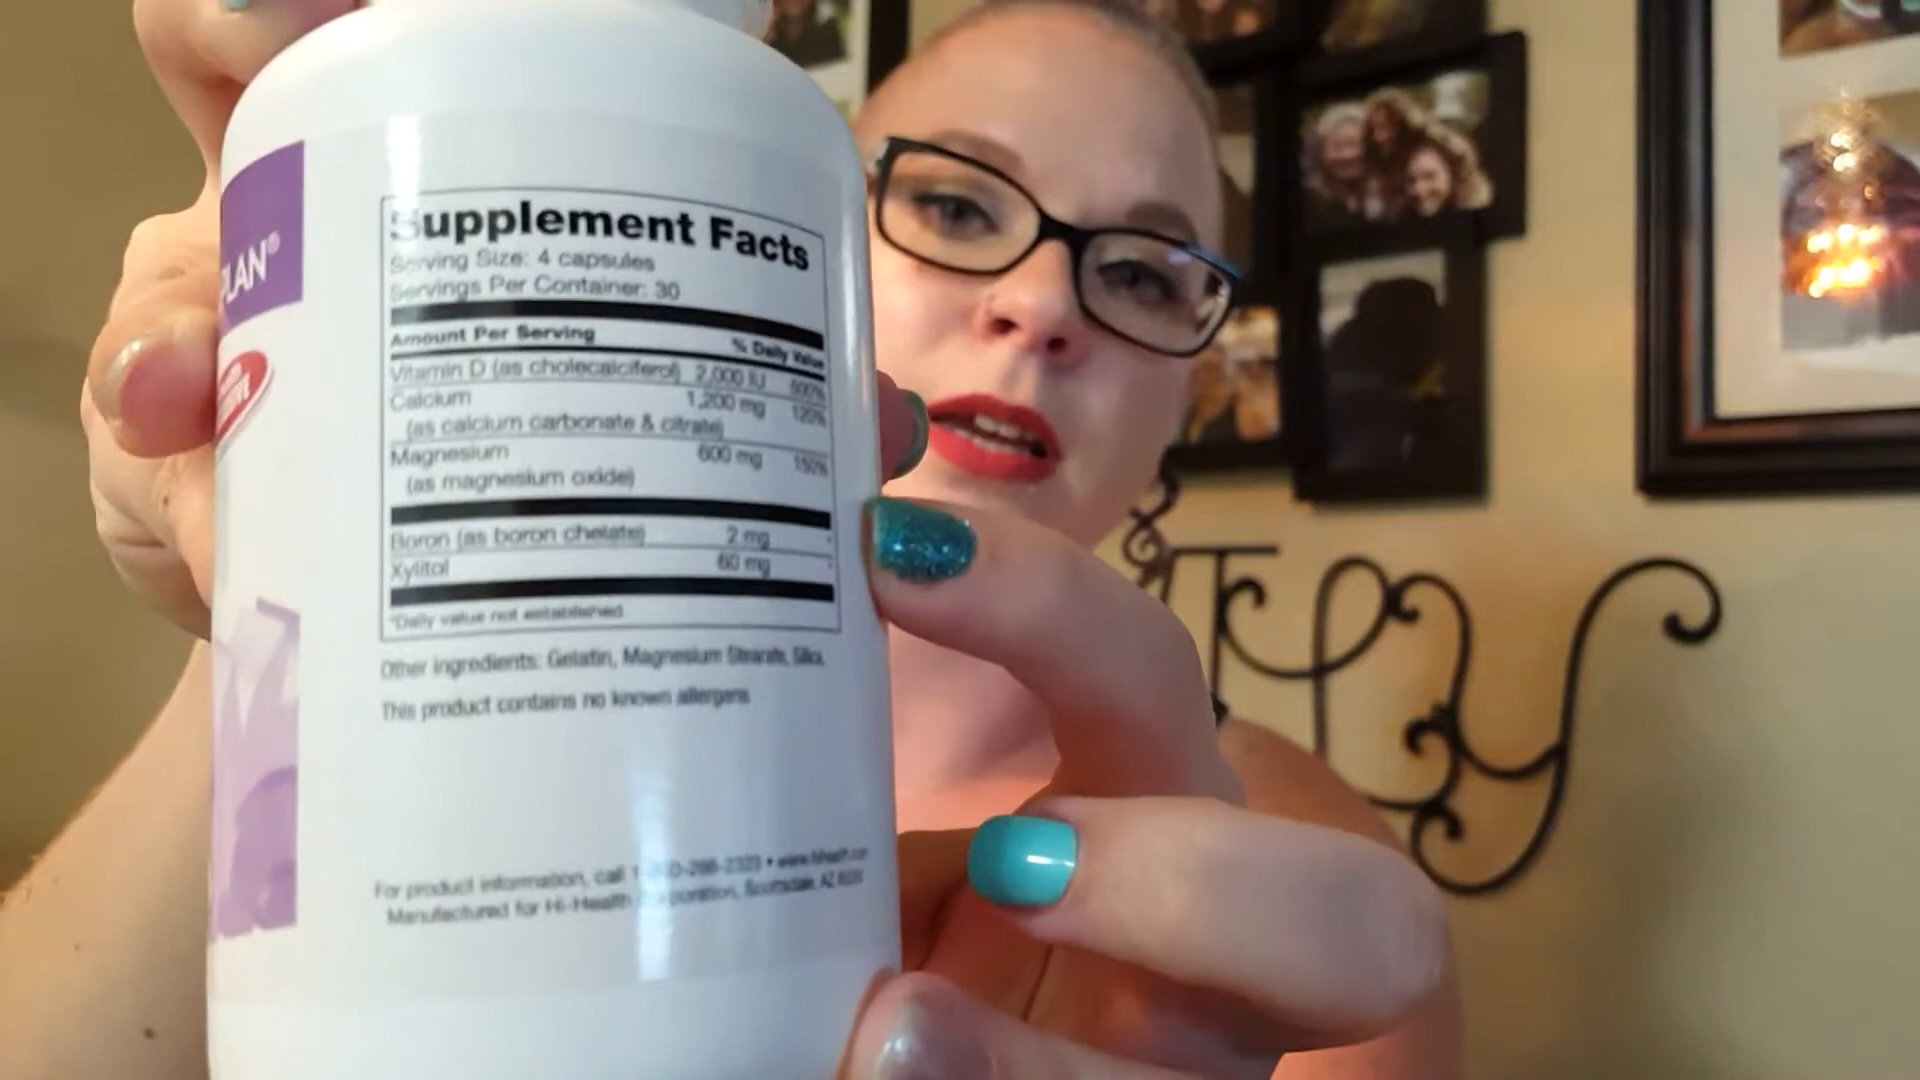 PLAN®
Supplement Facts
Serving Size: 4 capsules
Servings Per Container: 30
Amount Per Serving
% Daily Value
Vitamin D (as cholecalciferol) 2,000 IU 500%
Calcium 1,200 mg 120%
(as calcium carbonate & citrate)
Magnesium 600 mg 150%
(as magnesium oxide)
Boron (as boron chelate) 2 mg *
Xylitol 60 mg *
*Daily value not established
Other ingredients: Gelatin, Magnesium Stearate, Silica.
This product contains no known allergens
For product information, call • www.hihealth.com
Manufactured for Hi-Health Corporation, Scottsdale, AZ